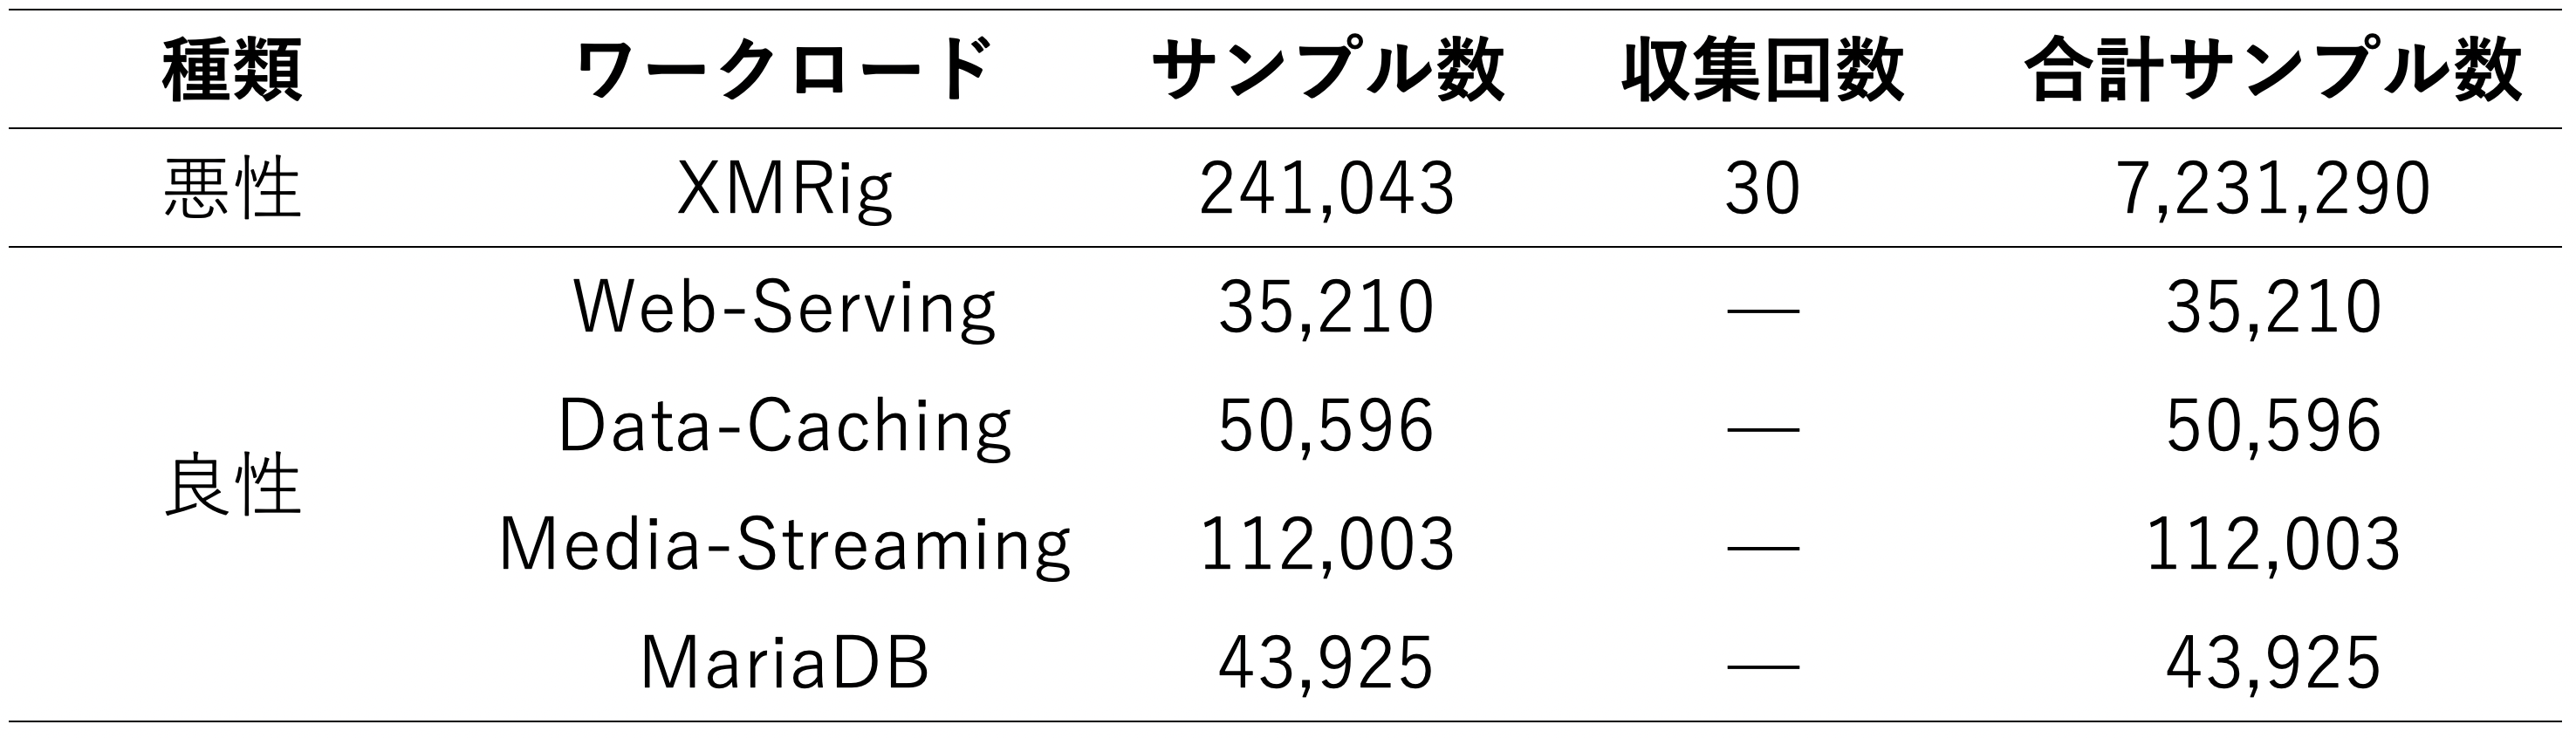 種類 ワークロード サンプル数 収集回数 合計サンプル数
悪性 XMRig 241,043 30 7,231,290
Web-Serving 35,210 — 35,210
Data-Caching 50,596 — 50,596
良性
Media-Streaming 112,003 — 112,003
MariaDB 43,925 — 43,925